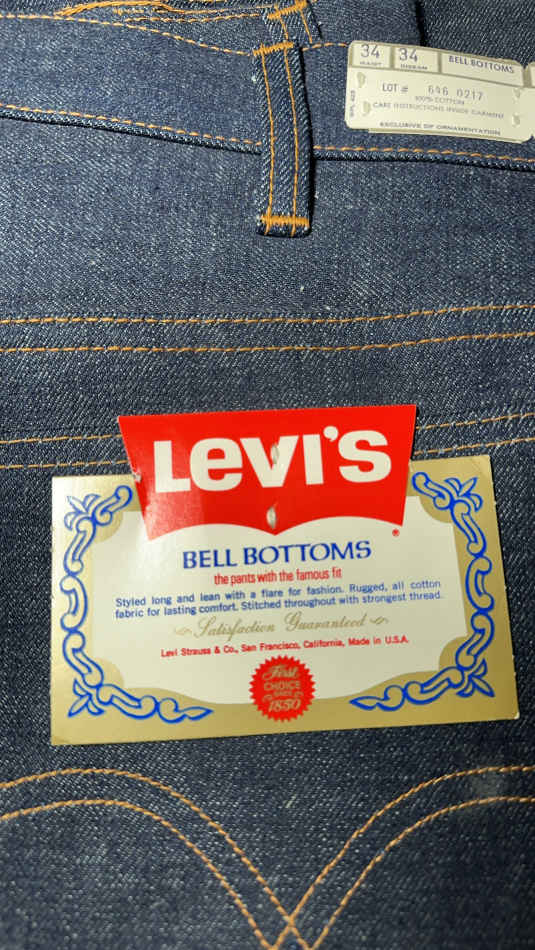 34 34 BELL BOTTOMS
WAIST INSEAM
LOT # 646 0217
100% COTTON
CARE INSTRUCTIONS INSIDE GARMENT
EXCLUSIVE OF ORNAMENTATION
LEVI'S
®
BELL BOTTOMS
the pants with the famous fit
Styled long and lean with a flare for fashion. Rugged, all cotton
fabric for lasting comfort. Stitched throughout with strongest thread.
Satisfaction Guaranteed
Levi Strauss & Co., San Francisco, California, Made in U.S.A.
First
CHOICE
SINCE
1850